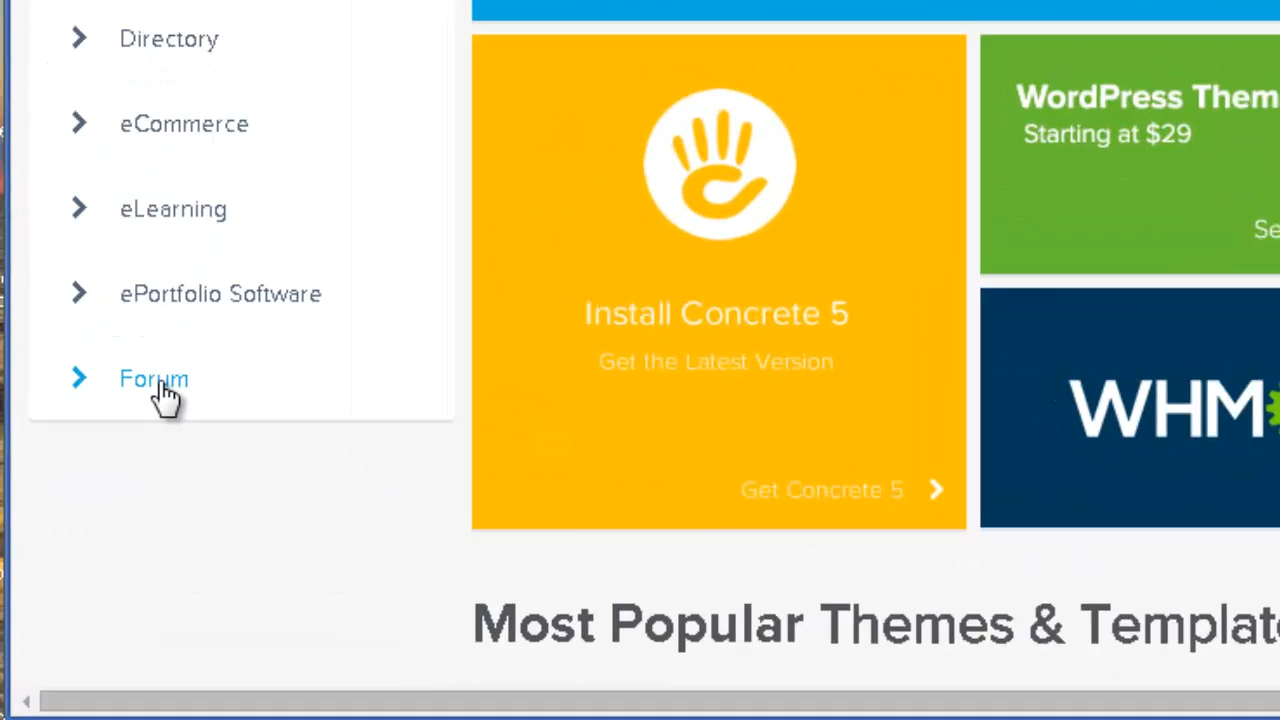 Directory
eCommerce
eLearning
ePortfolio Software
Forum
Install Concrete 5
Get the Latest Version
Get Concrete 5
WordPress Them
Starting at $29
Se
WHM
Most Popular Themes & Templat